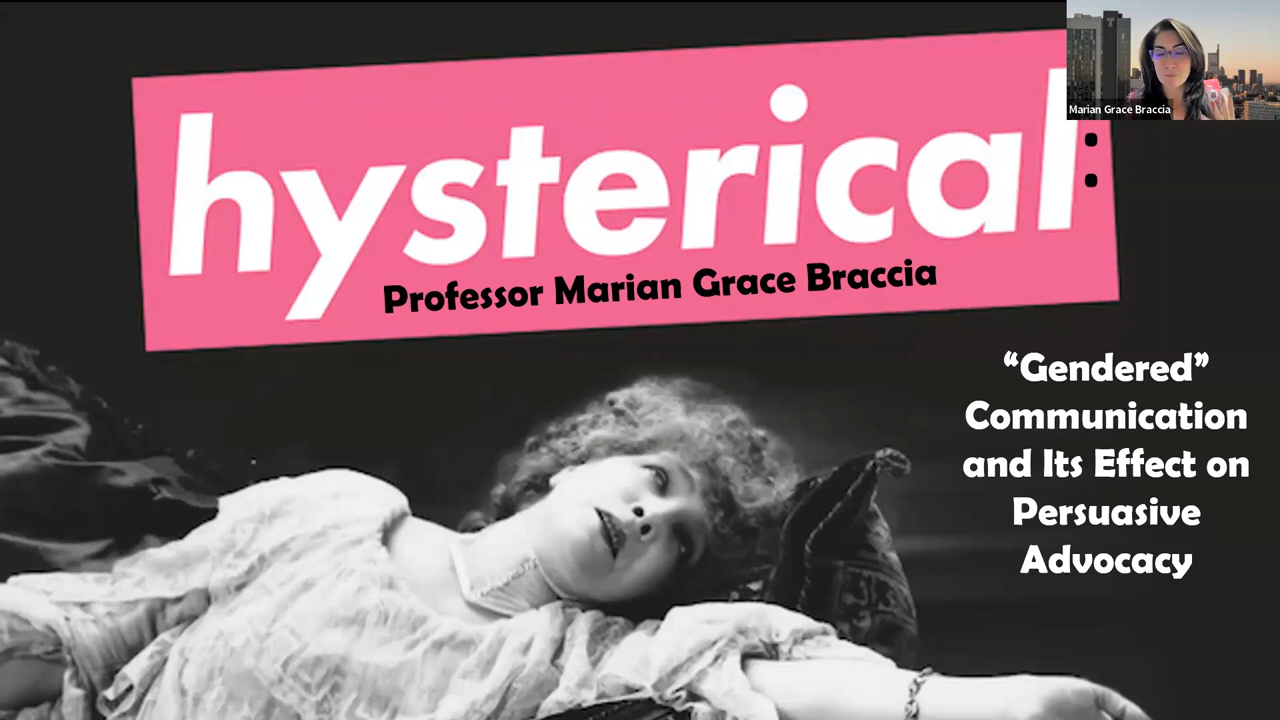 hysterical:
Professor Marian Grace Braccia
“Gendered”
Communication
and Its Effect on
Persuasive
Advocacy
Marian Grace Braccia